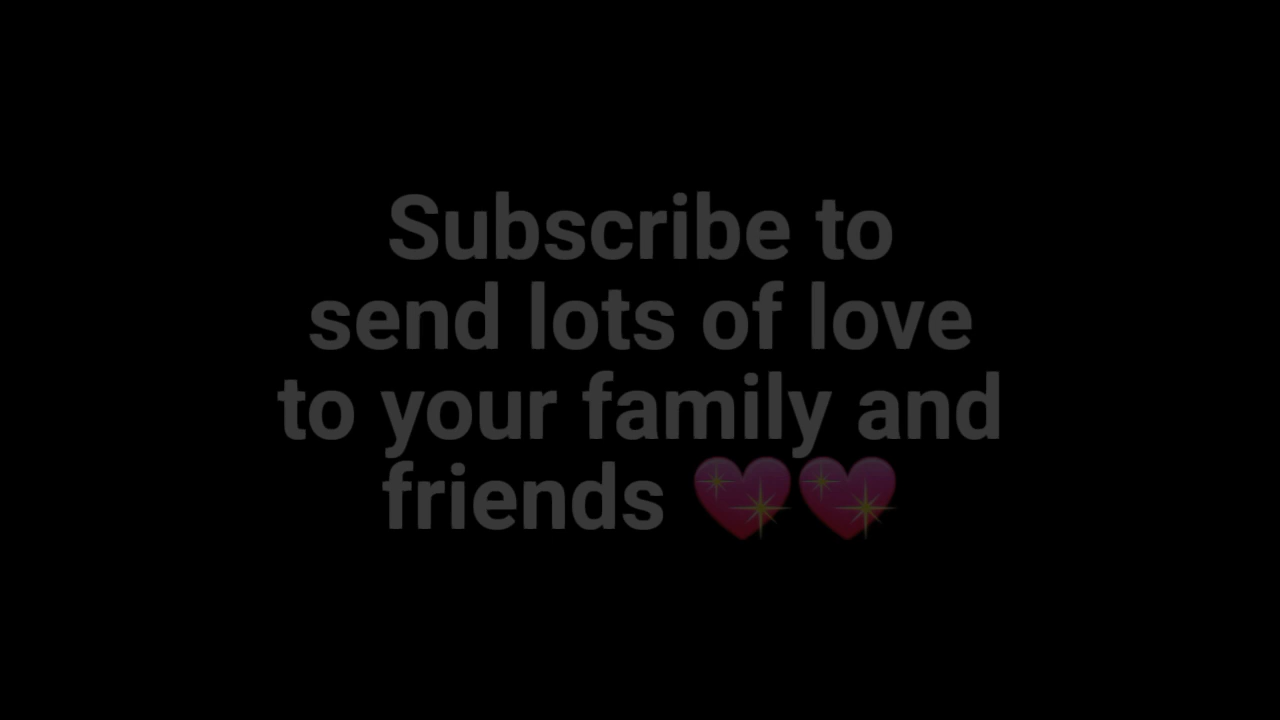 Subscribe to
send lots of love
to your family and
friends 💖💖